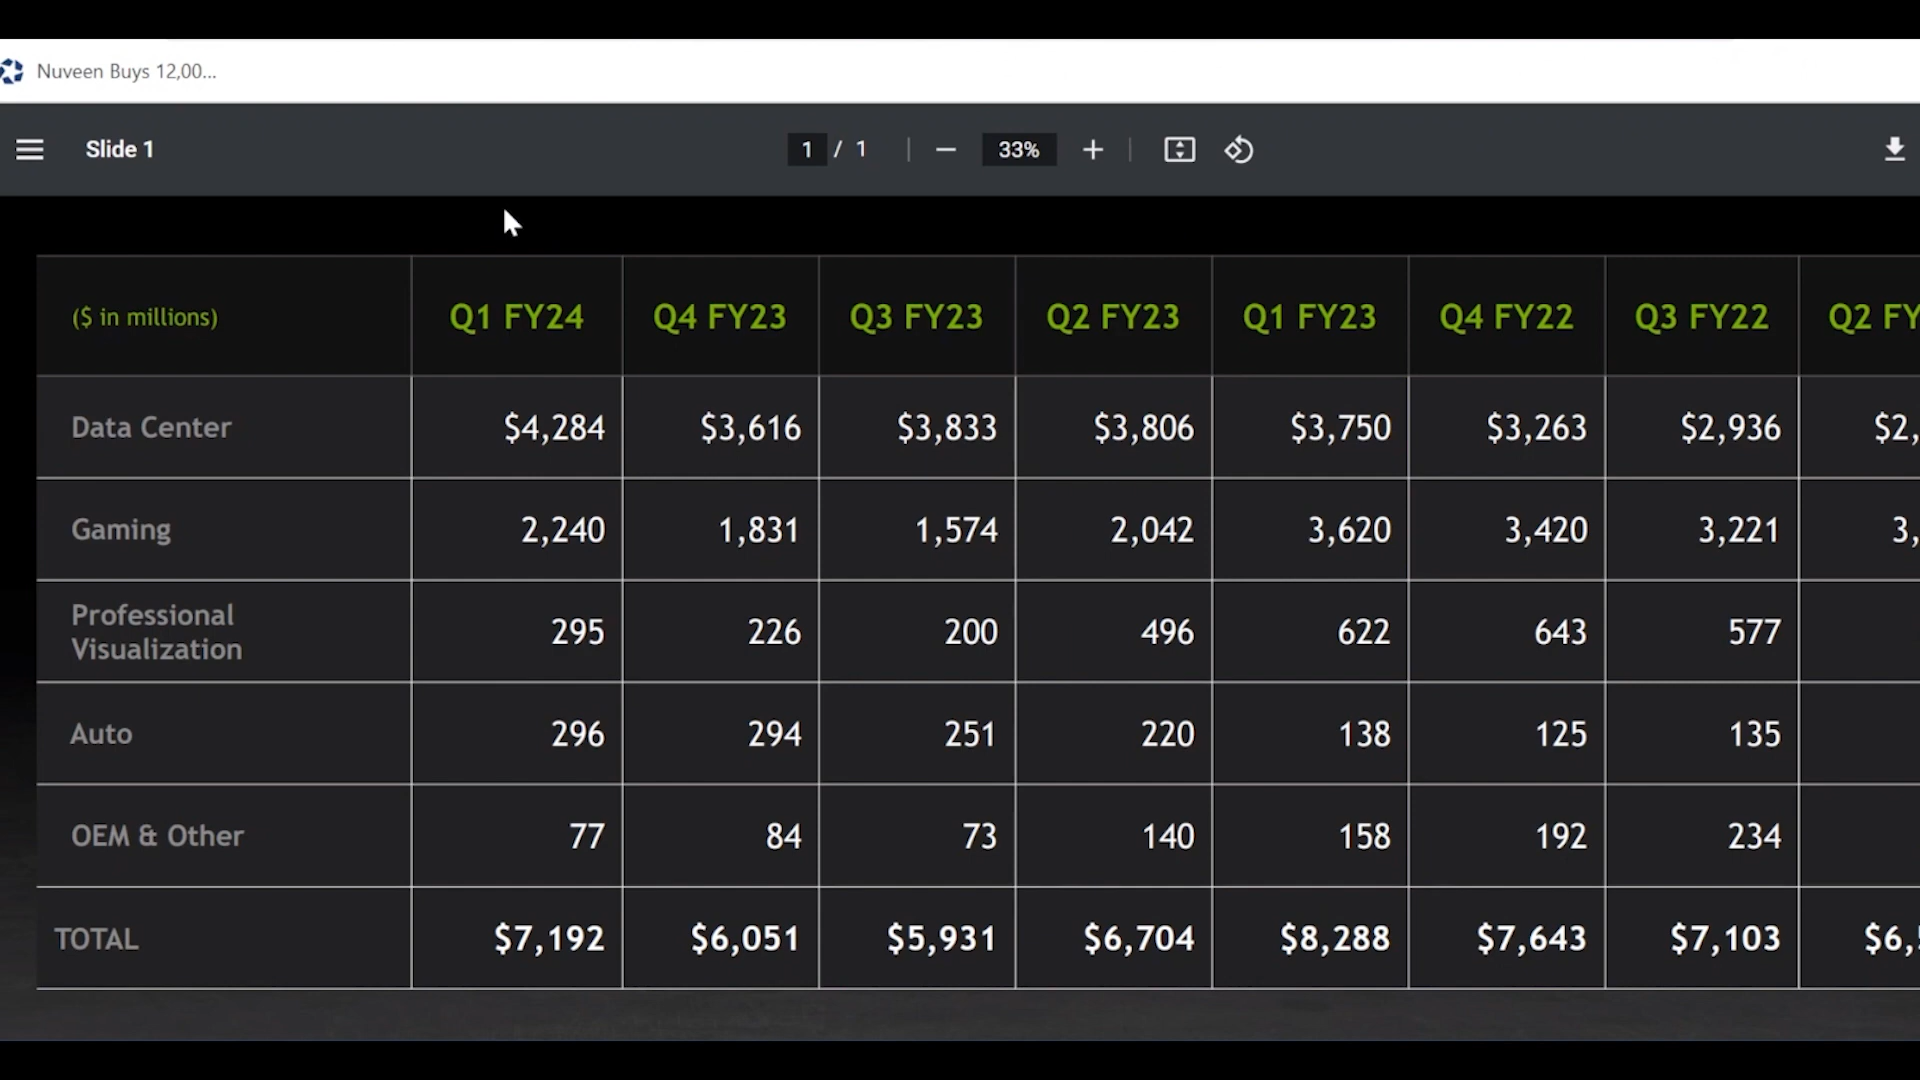 Nuveen Buys 12,00...
Slide 1 1 / 1 33%
($ in millions) Q1 FY24 Q4 FY23 Q3 FY23 Q2 FY23 Q1 FY23 Q4 FY22 Q3 FY22 Q2 FY
Data Center $4,284 $3,616 $3,833 $3,806 $3,750 $3,263 $2,936 $2,
Gaming 2,240 1,831 1,574 2,042 3,620 3,420 3,221 3,
Professional
Visualization 295 226 200 496 622 643 577
Auto 296 294 251 220 138 125 135
OEM & Other 77 84 73 140 158 192 234
TOTAL $7,192 $6,051 $5,931 $6,704 $8,288 $7,643 $7,103 $6,